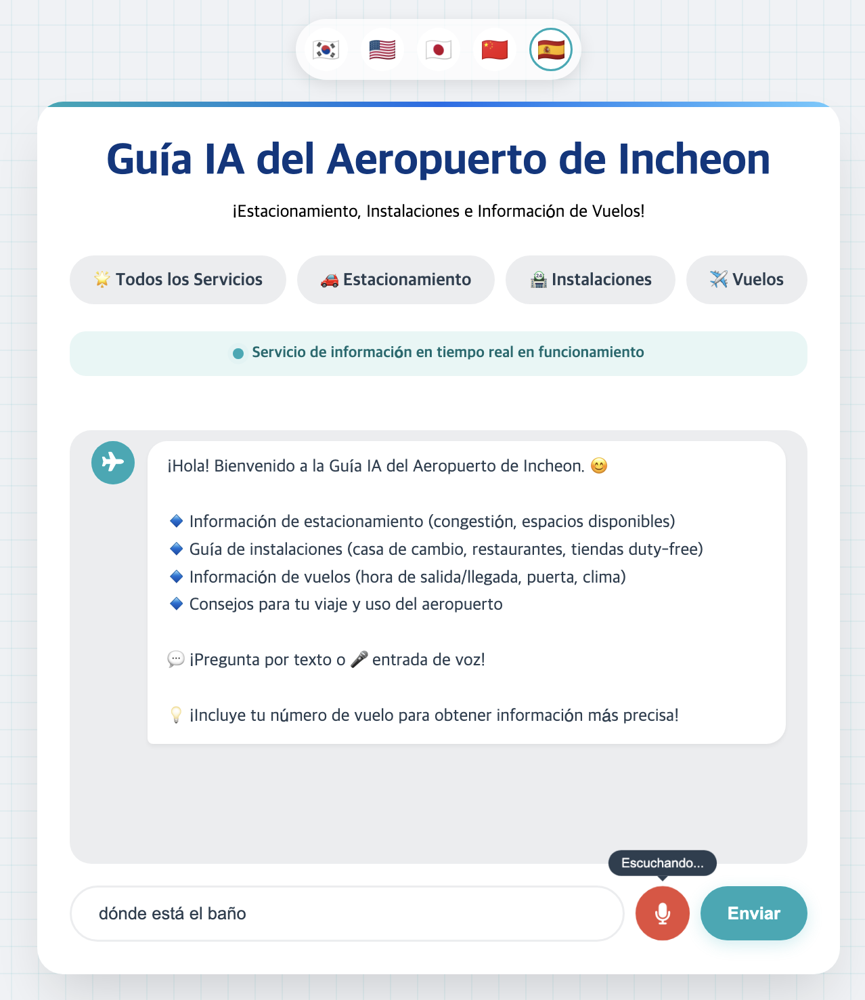 Guía IA del Aeropuerto de Incheon
¡Estacionamiento, Instalaciones e Información de Vuelos!
🌟 Todos los Servicios
🚗 Estacionamiento
🏪 Instalaciones
✈️ Vuelos
Servicio de información en tiempo real en funcionamiento
¡Hola! Bienvenido a la Guía IA del Aeropuerto de Incheon. 😊
🔹 Información de estacionamiento (congestión, espacios disponibles)
🔹 Guía de instalaciones (casa de cambio, restaurantes, tiendas duty-free)
🔹 Información de vuelos (hora de salida/llegada, puerta, clima)
🔹 Consejos para tu viaje y uso del aeropuerto
💬 ¡Pregunta por texto o 🎤 entrada de voz!
💡 ¡Incluye tu número de vuelo para obtener información más precisa!
Escuchando...
dónde está el baño
Enviar